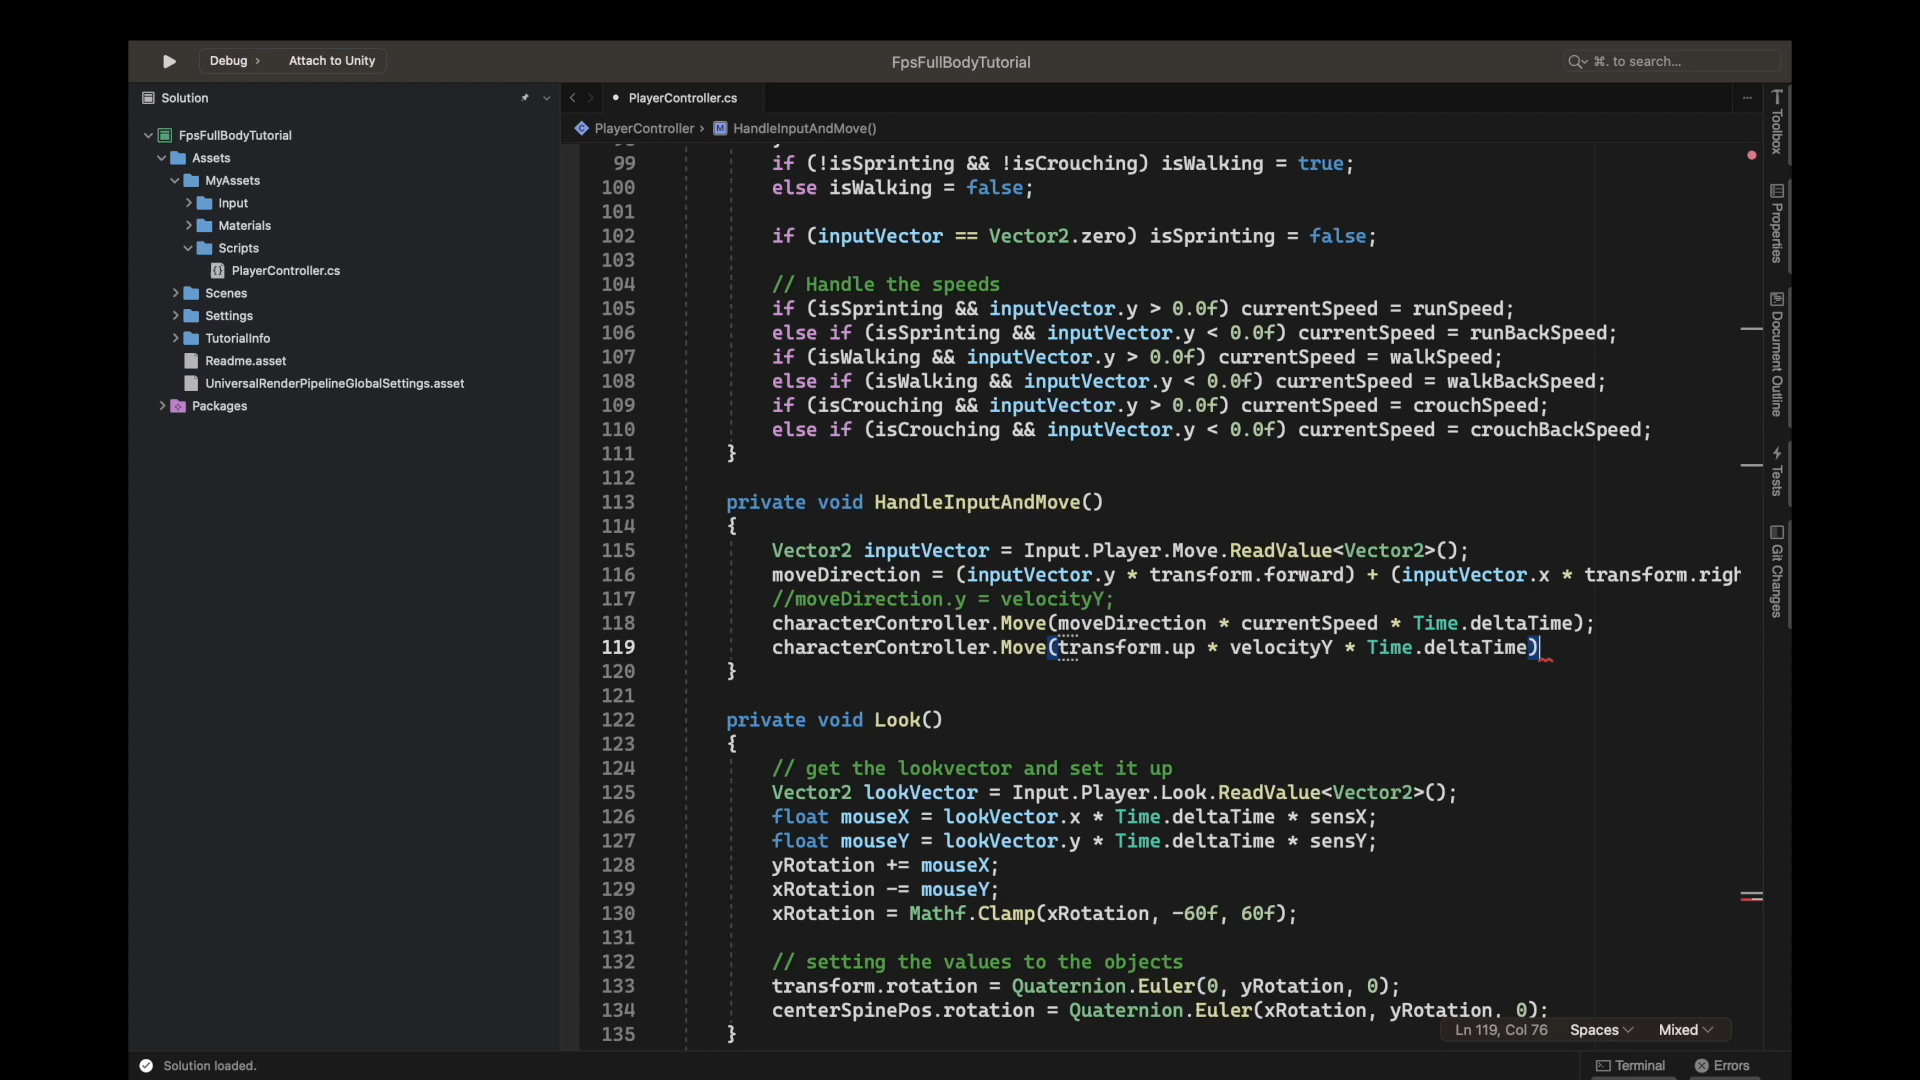 Debug › Attach to Unity
FpsFullBodyTutorial
⌘. to search...
Solution
PlayerController.cs
PlayerController › HandleInputAndMove()
FpsFullBodyTutorial
Assets
MyAssets
Input
Materials
Scripts
PlayerController.cs
Scenes
Settings
TutorialInfo
Readme.asset
UniversalRenderPipelineGlobalSettings.asset
Packages
99 if (!isSprinting && !isCrouching) isWalking = true;
100 else isWalking = false;
101
102 if (inputVector == Vector2.zero) isSprinting = false;
103
104 // Handle the speeds
105 if (isSprinting && inputVector.y > 0.0f) currentSpeed = runSpeed;
106 else if (isSprinting && inputVector.y < 0.0f) currentSpeed = runBackSpeed;
107 if (isWalking && inputVector.y > 0.0f) currentSpeed = walkSpeed;
108 else if (isWalking && inputVector.y < 0.0f) currentSpeed = walkBackSpeed;
109 if (isCrouching && inputVector.y > 0.0f) currentSpeed = crouchSpeed;
110 else if (isCrouching && inputVector.y < 0.0f) currentSpeed = crouchBackSpeed;
111 }
112
113 private void HandleInputAndMove()
114 {
115 Vector2 inputVector = Input.Player.Move.ReadValue<Vector2>();
116 moveDirection = (inputVector.y * transform.forward) + (inputVector.x * transform.righ
117 //moveDirection.y = velocityY;
118 characterController.Move(moveDirection * currentSpeed * Time.deltaTime);
119 characterController.Move(transform.up * velocityY * Time.deltaTime)
120 }
121
122 private void Look()
123 {
124 // get the lookvector and set it up
125 Vector2 lookVector = Input.Player.Look.ReadValue<Vector2>();
126 float mouseX = lookVector.x * Time.deltaTime * sensX;
127 float mouseY = lookVector.y * Time.deltaTime * sensY;
128 yRotation += mouseX;
129 xRotation -= mouseY;
130 xRotation = Mathf.Clamp(xRotation, -60f, 60f);
131
132 // setting the values to the objects
133 transform.rotation = Quaternion.Euler(0, yRotation, 0);
134 centerSpinePos.rotation = Quaternion.Euler(xRotation, yRotation, 0);
135 }
Toolbox
Properties
Document Outline
Tests
Git Changes
Ln 119, Col 76 Spaces Mixed
Solution loaded.
Terminal
Errors